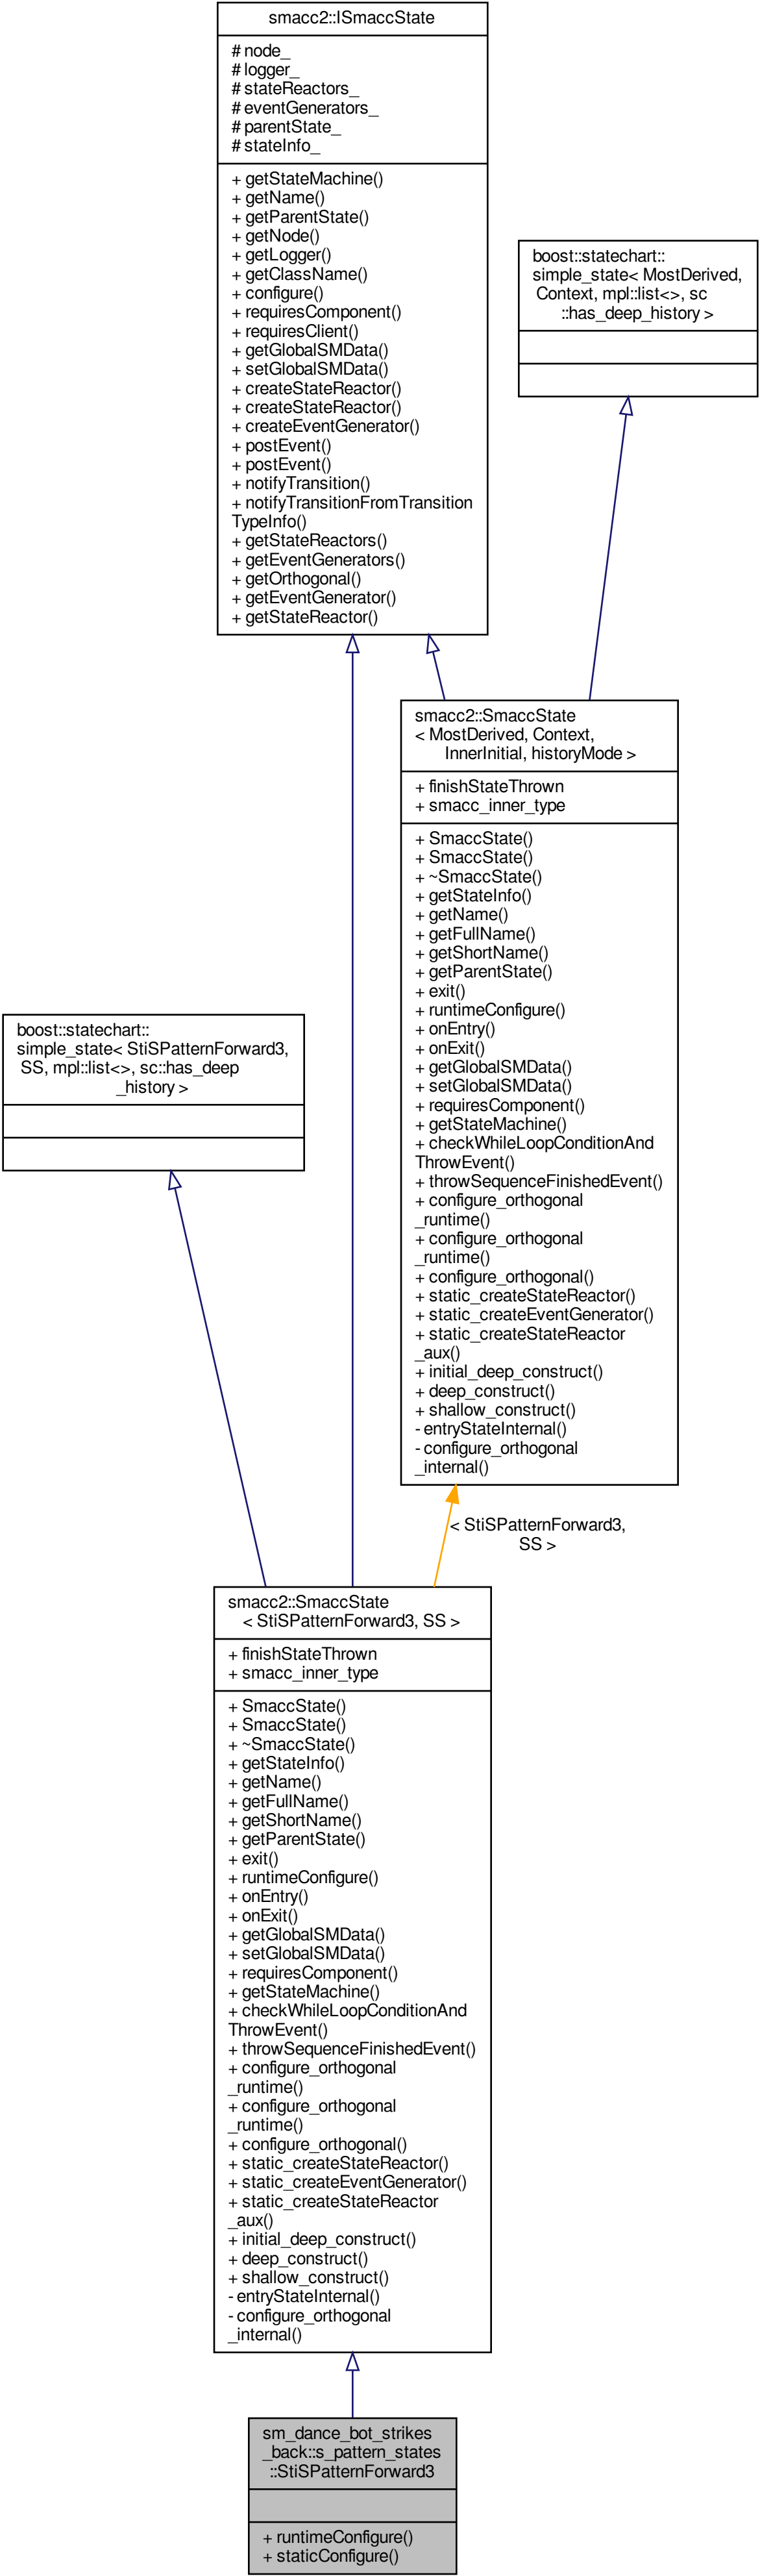 smacc2::ISmaccState
# node_
# logger_
# stateReactors_
# eventGenerators_
# parentState_
# stateInfo_
+ getStateMachine()
+ getName()
+ getParentState()
+ getNode()
+ getLogger()
+ getClassName()
+ configure()
+ requiresComponent()
+ requiresClient()
+ getGlobalSMData()
+ setGlobalSMData()
+ createStateReactor()
+ createStateReactor()
+ createEventGenerator()
+ postEvent()
+ postEvent()
+ notifyTransition()
+ notifyTransitionFromTransition
TypeInfo()
+ getStateReactors()
+ getEventGenerators()
+ getOrthogonal()
+ getEventGenerator()
+ getStateReactor()
boost::statechart::
simple_state< MostDerived,
Context, mpl::list<>, sc
::has_deep_history >
smacc2::SmaccState
< MostDerived, Context,
InnerInitial, historyMode >
+ finishStateThrown
+ smacc_inner_type
+ SmaccState()
+ SmaccState()
+ ~SmaccState()
+ getStateInfo()
+ getName()
+ getFullName()
+ getShortName()
+ getParentState()
+ exit()
+ runtimeConfigure()
+ onEntry()
+ onExit()
+ getGlobalSMData()
+ setGlobalSMData()
+ requiresComponent()
+ getStateMachine()
+ checkWhileLoopConditionAnd
ThrowEvent()
+ throwSequenceFinishedEvent()
+ configure_orthogonal
_runtime()
+ configure_orthogonal
_runtime()
+ configure_orthogonal()
+ static_createStateReactor()
+ static_createEventGenerator()
+ static_createStateReactor
_aux()
+ initial_deep_construct()
+ deep_construct()
+ shallow_construct()
- entryStateInternal()
- configure_orthogonal
_internal()
boost::statechart::
simple_state< StiSPatternForward3,
SS, mpl::list<>, sc::has_deep
_history >
< StiSPatternForward3,
SS >
smacc2::SmaccState
< StiSPatternForward3, SS >
+ finishStateThrown
+ smacc_inner_type
+ SmaccState()
+ SmaccState()
+ ~SmaccState()
+ getStateInfo()
+ getName()
+ getFullName()
+ getShortName()
+ getParentState()
+ exit()
+ runtimeConfigure()
+ onEntry()
+ onExit()
+ getGlobalSMData()
+ setGlobalSMData()
+ requiresComponent()
+ getStateMachine()
+ checkWhileLoopConditionAnd
ThrowEvent()
+ throwSequenceFinishedEvent()
+ configure_orthogonal
_runtime()
+ configure_orthogonal
_runtime()
+ configure_orthogonal()
+ static_createStateReactor()
+ static_createEventGenerator()
+ static_createStateReactor
_aux()
+ initial_deep_construct()
+ deep_construct()
+ shallow_construct()
- entryStateInternal()
- configure_orthogonal
_internal()
sm_dance_bot_strikes
_back::s_pattern_states
::StiSPatternForward3
+ runtimeConfigure()
+ staticConfigure()